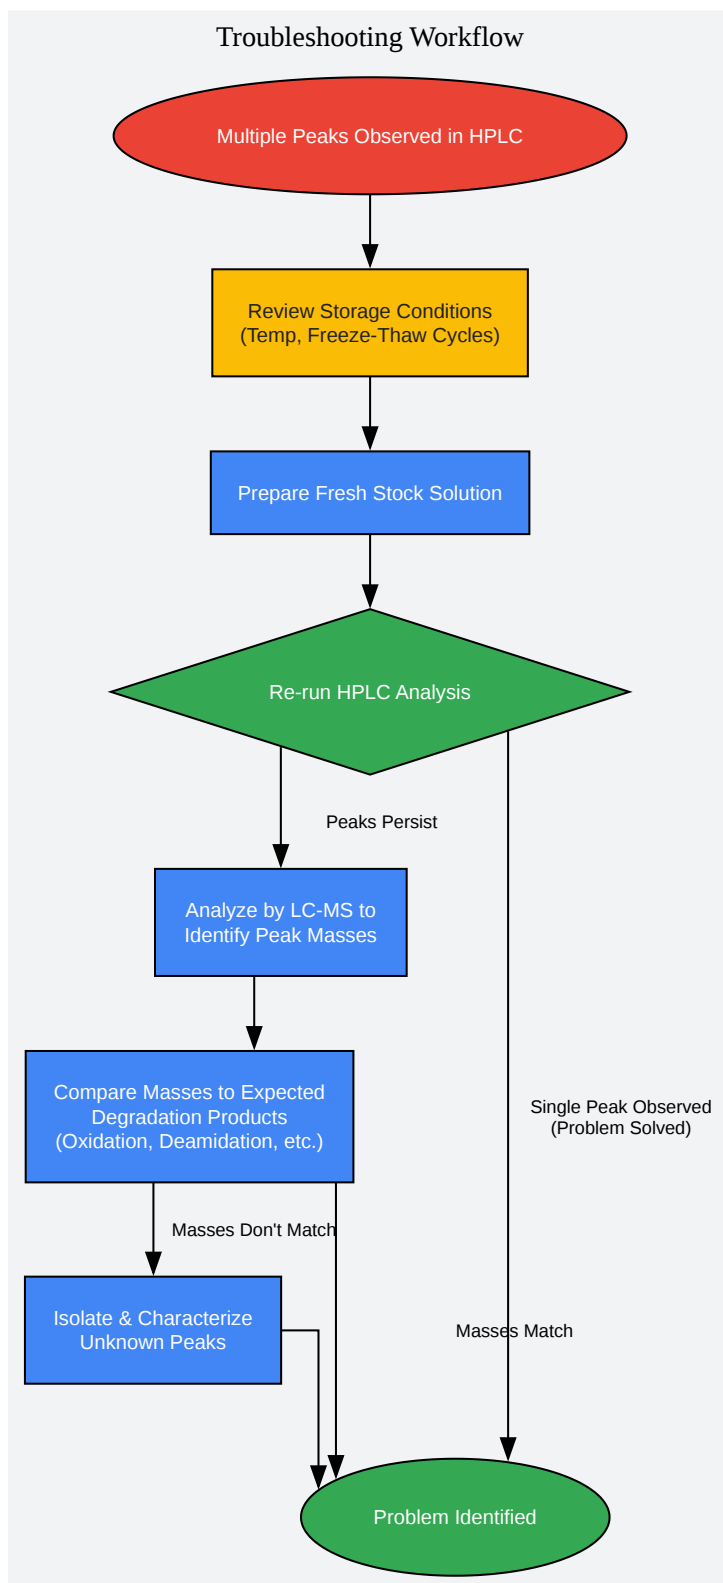 Troubleshooting Workflow
Multiple Peaks Observed in HPLC
Review Storage Conditions
(Temp, Freeze-Thaw Cycles)
Prepare Fresh Stock Solution
Re-run HPLC Analysis
Peaks Persist
Analyze by LC-MS to
Identify Peak Masses
Compare Masses to Expected
Degradation Products
(Oxidation, Deamidation, etc.)
Single Peak Observed
(Problem Solved)
Masses Don't Match
Isolate & Characterize
Unknown Peaks
Masses Match
Problem Identified